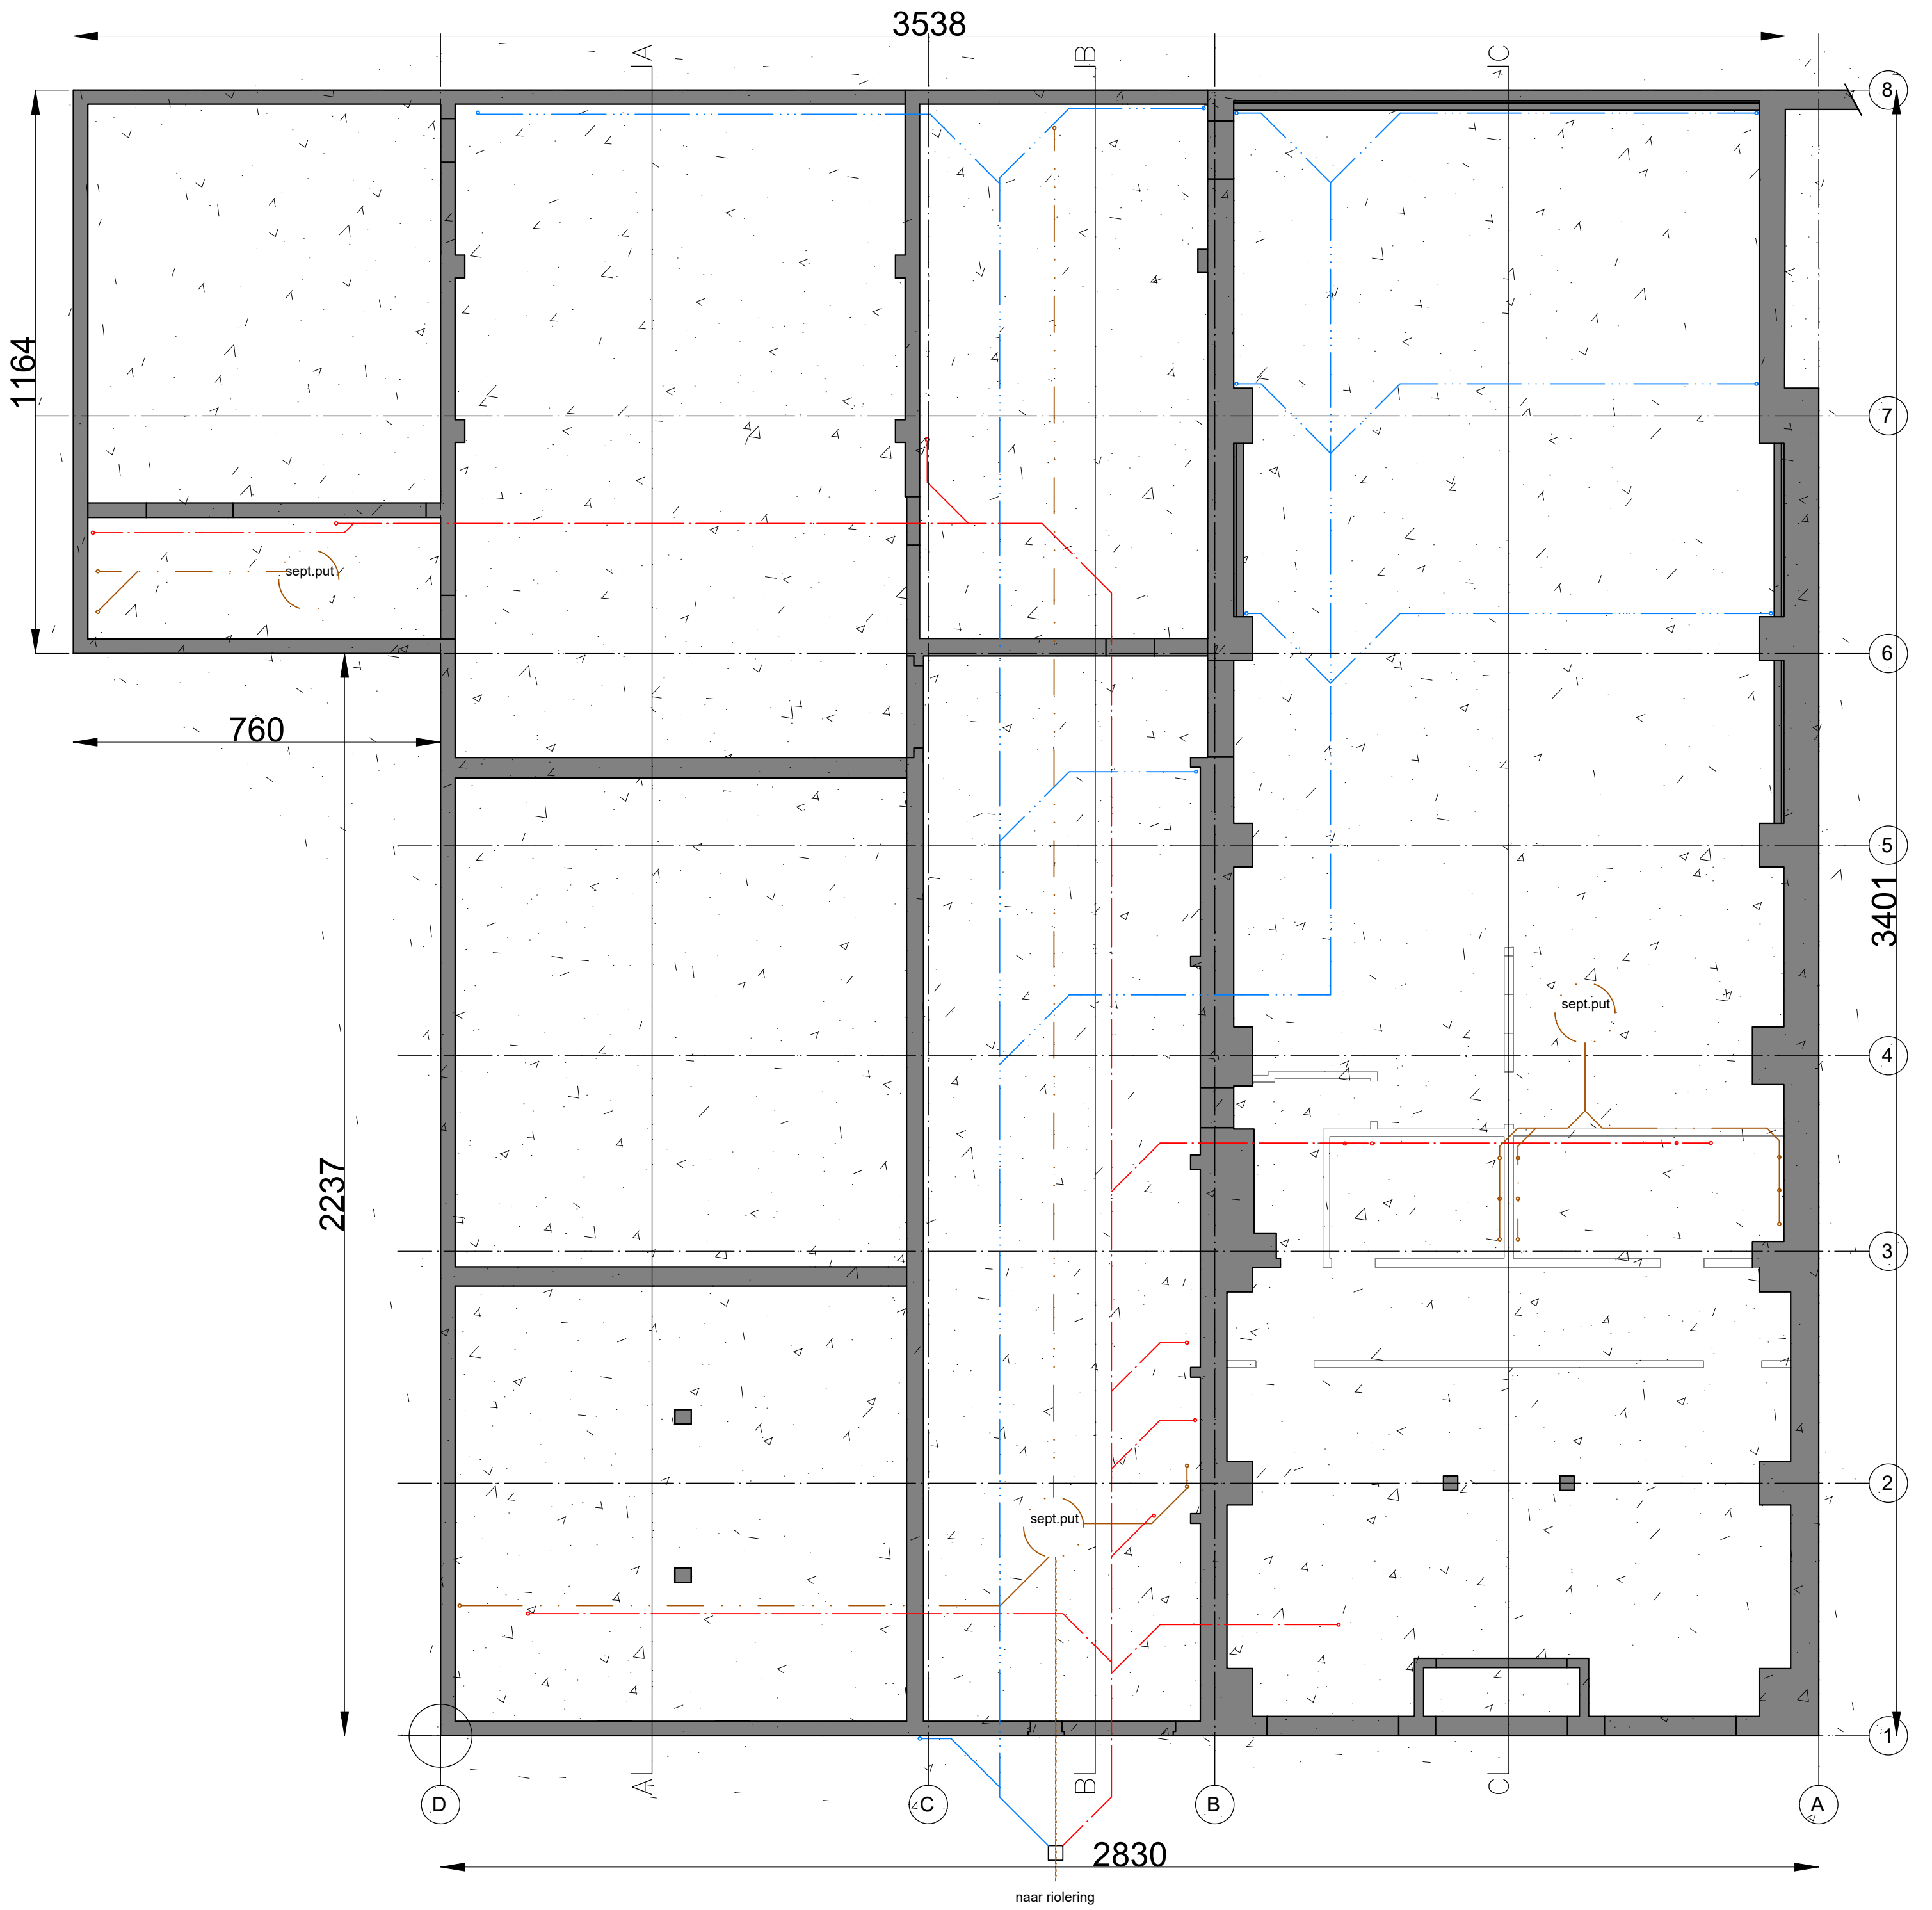 3538
A
B
C
8
1164
7
sept.put
6
760
5
3401
sept.put
4
2237
3
2
sept.put
1
A
B
C
D
C
B
A
2830
naar riolering